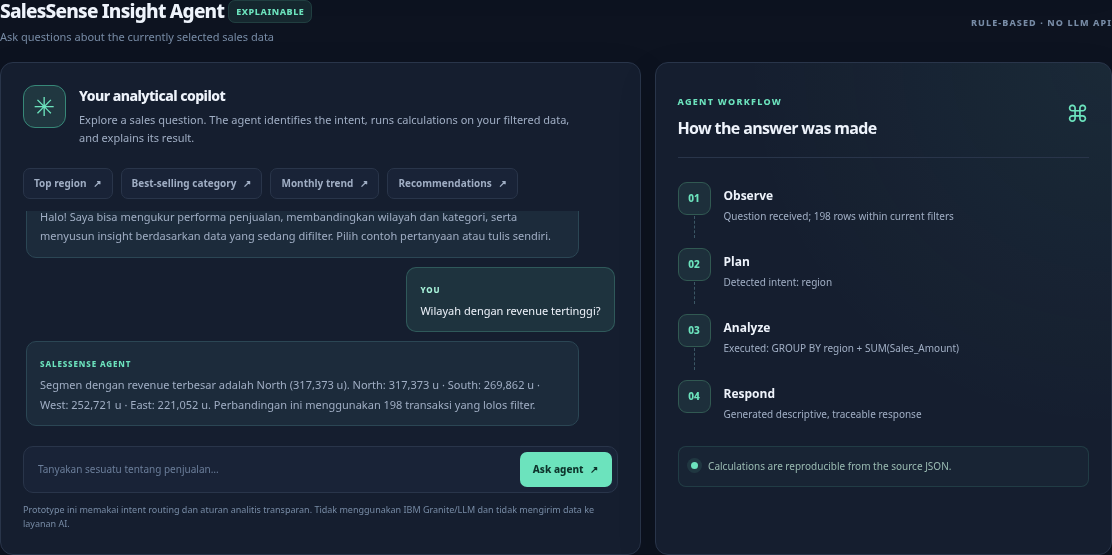 SalesSense Insight Agent EXPLAINABLE
RULE-BASED · NO LLM API
Ask questions about the currently selected sales data
Your analytical copilot
Explore a sales question. The agent identifies the intent, runs calculations on your filtered data,
and explains its result.
Top region ↗ Best-selling category ↗ Monthly trend ↗ Recommendations ↗
Halo! Saya bisa mengukur performa penjualan, membandingkan wilayah dan kategori, serta
menyusun insight berdasarkan data yang sedang difilter. Pilih contoh pertanyaan atau tulis sendiri.
YOU
Wilayah dengan revenue tertinggi?
SALESSENSE AGENT
Segmen dengan revenue terbesar adalah North (317,373 u). North: 317,373 u · South: 269,862 u ·
West: 252,721 u · East: 221,052 u. Perbandingan ini menggunakan 198 transaksi yang lolos filter.
Tanyakan sesuatu tentang penjualan...
Ask agent ↗
Prototype ini memakai intent routing dan aturan analitis transparan. Tidak menggunakan IBM Granite/LLM dan tidak mengirim data ke
layanan AI.
AGENT WORKFLOW
How the answer was made
01 Observe
Question received; 198 rows within current filters
02 Plan
Detected intent: region
03 Analyze
Executed: GROUP BY region + SUM(Sales_Amount)
04 Respond
Generated descriptive, traceable response
Calculations are reproducible from the source JSON.